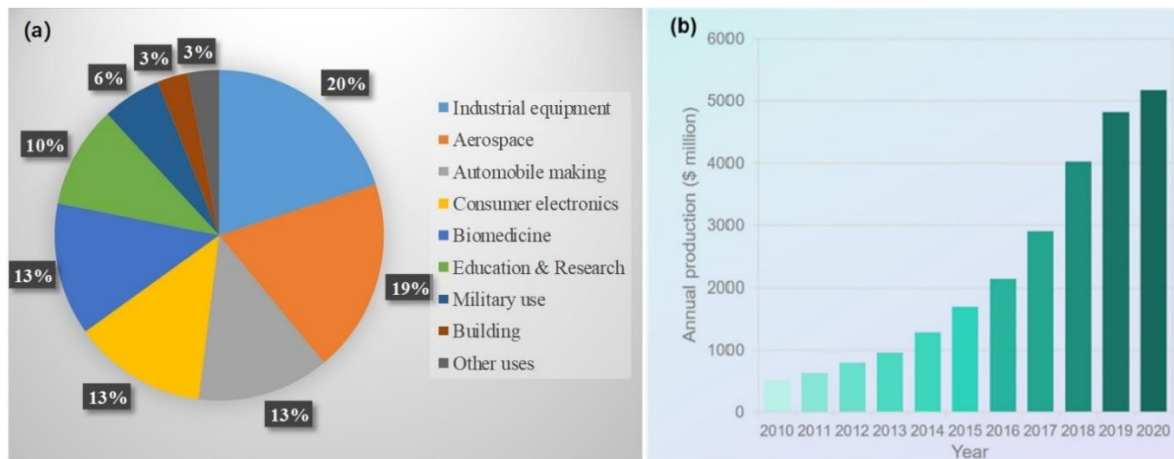 (a)
3%
3%
6%
20%
10%
13%
19%
13%
13%
Industrial equipment
Aerospace
Automobile making
Consumer electronics
Biomedicine
Education & Research
Military use
Building
Other uses
(b)
Annual production ($ million)
6000
5000
4000
3000
2000
1000
0
2010 2011 2012 2013 2014 2015 2016 2017 2018 2019 2020
Year